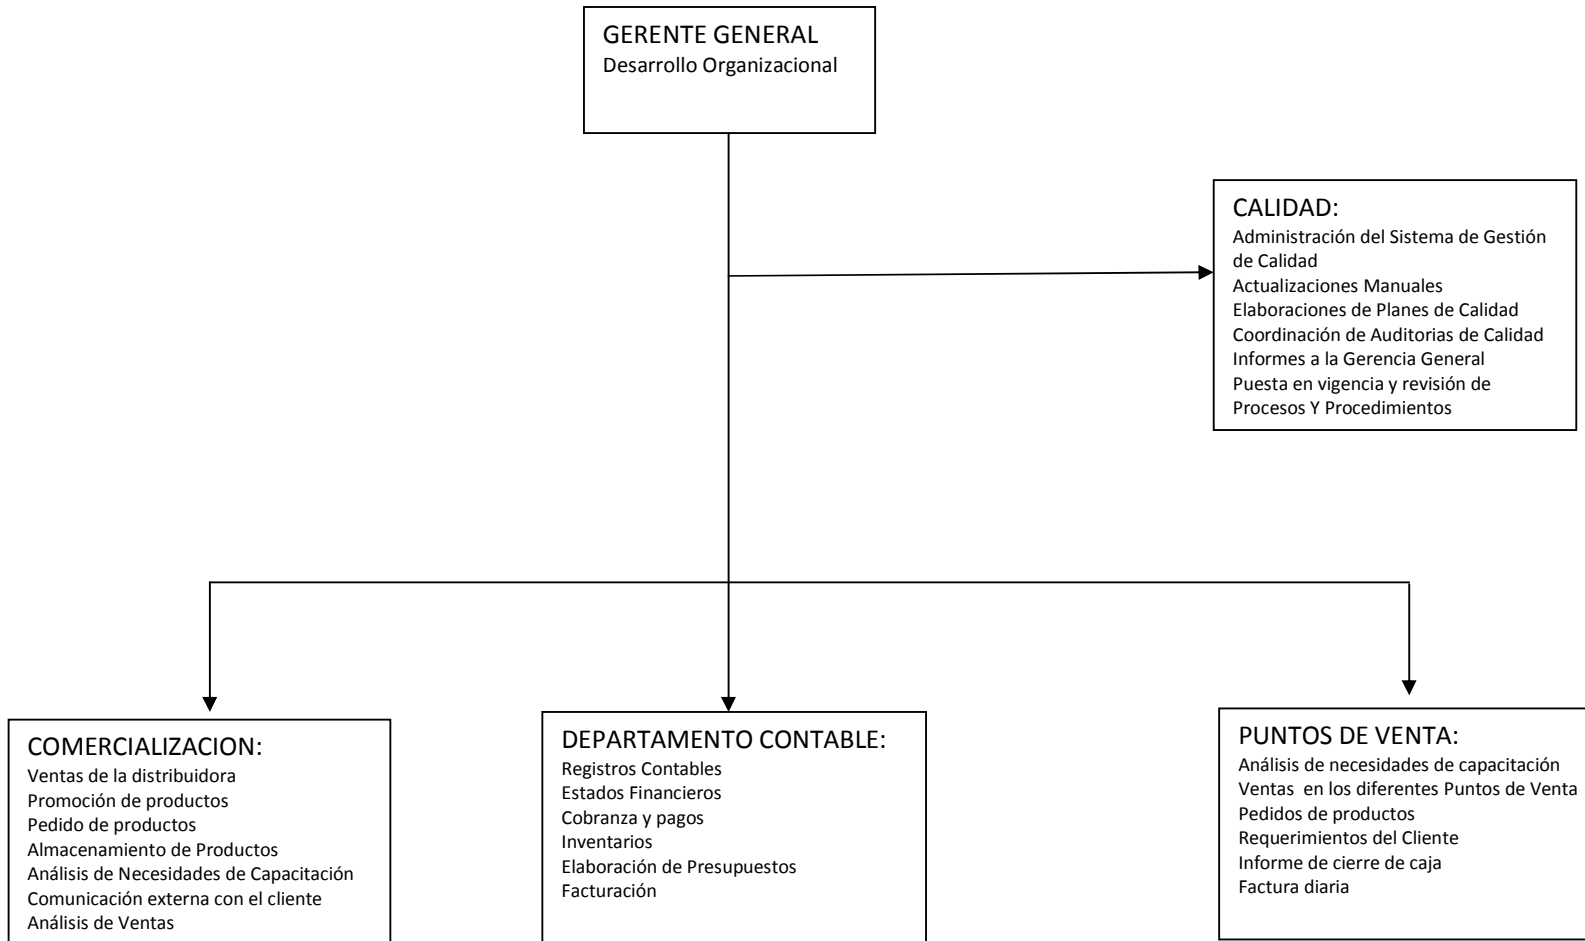 GERENTE GENERAL
Desarrollo Organizacional
CALIDAD:
Administración del Sistema de Gestión
de Calidad
Actualizaciones Manuales
Elaboraciones de Planes de Calidad
Coordinación de Auditorias de Calidad
Informes a la Gerencia General
Puesta en vigencia y revisión de
Procesos Y Procedimientos
COMERCIALIZACION:
Ventas de la distribuidora
Promoción de productos
Pedido de productos
Almacenamiento de Productos
Análisis de Necesidades de Capacitación
Comunicación externa con el cliente
Análisis de Ventas
DEPARTAMENTO CONTABLE:
Registros Contables
Estados Financieros
Cobranza y pagos
Inventarios
Elaboración de Presupuestos
Facturación
PUNTOS DE VENTA:
Análisis de necesidades de capacitación
Ventas  en los diferentes Puntos de Venta
Pedidos de productos
Requerimientos del Cliente
Informe de cierre de caja
Factura diaria